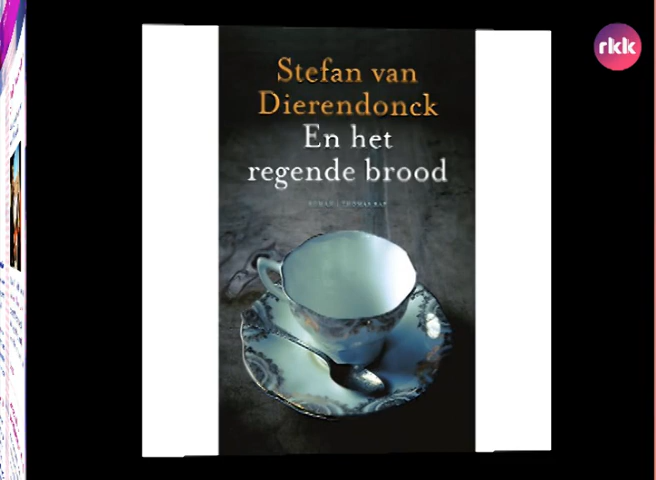 rkk
Stefan van
Dierendonck
En het
regende brood
ROMAN | THOMAS RAP